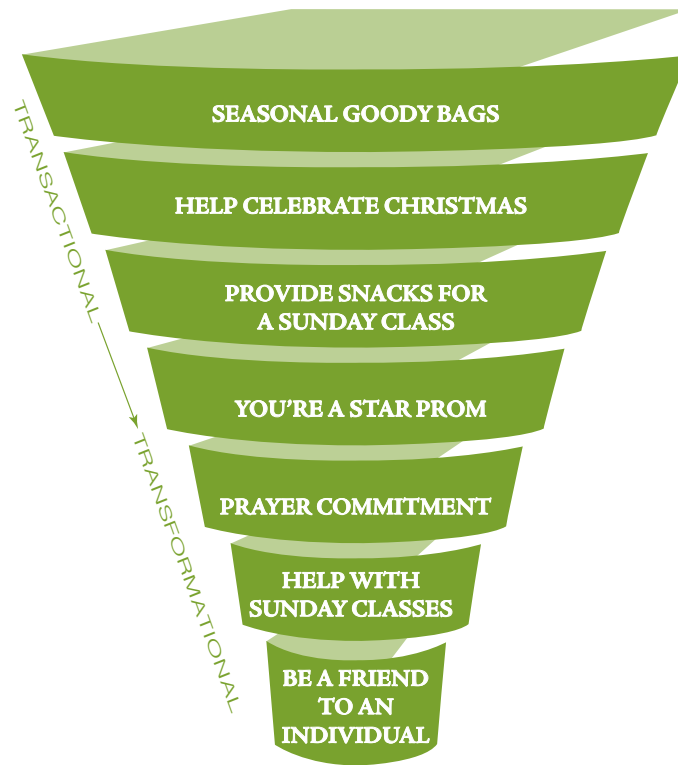 SEASONAL GOODY BAGS
HELP CELEBRATE CHRISTMAS
PROVIDE SNACKS FOR
A SUNDAY CLASS
YOU'RE A STAR PROM
PRAYER COMMITMENT
HELP WITH
SUNDAY CLASSES
BE A FRIEND
TO AN
INDIVIDUAL
TRANSACTIONAL
TRANSFORMATIONAL